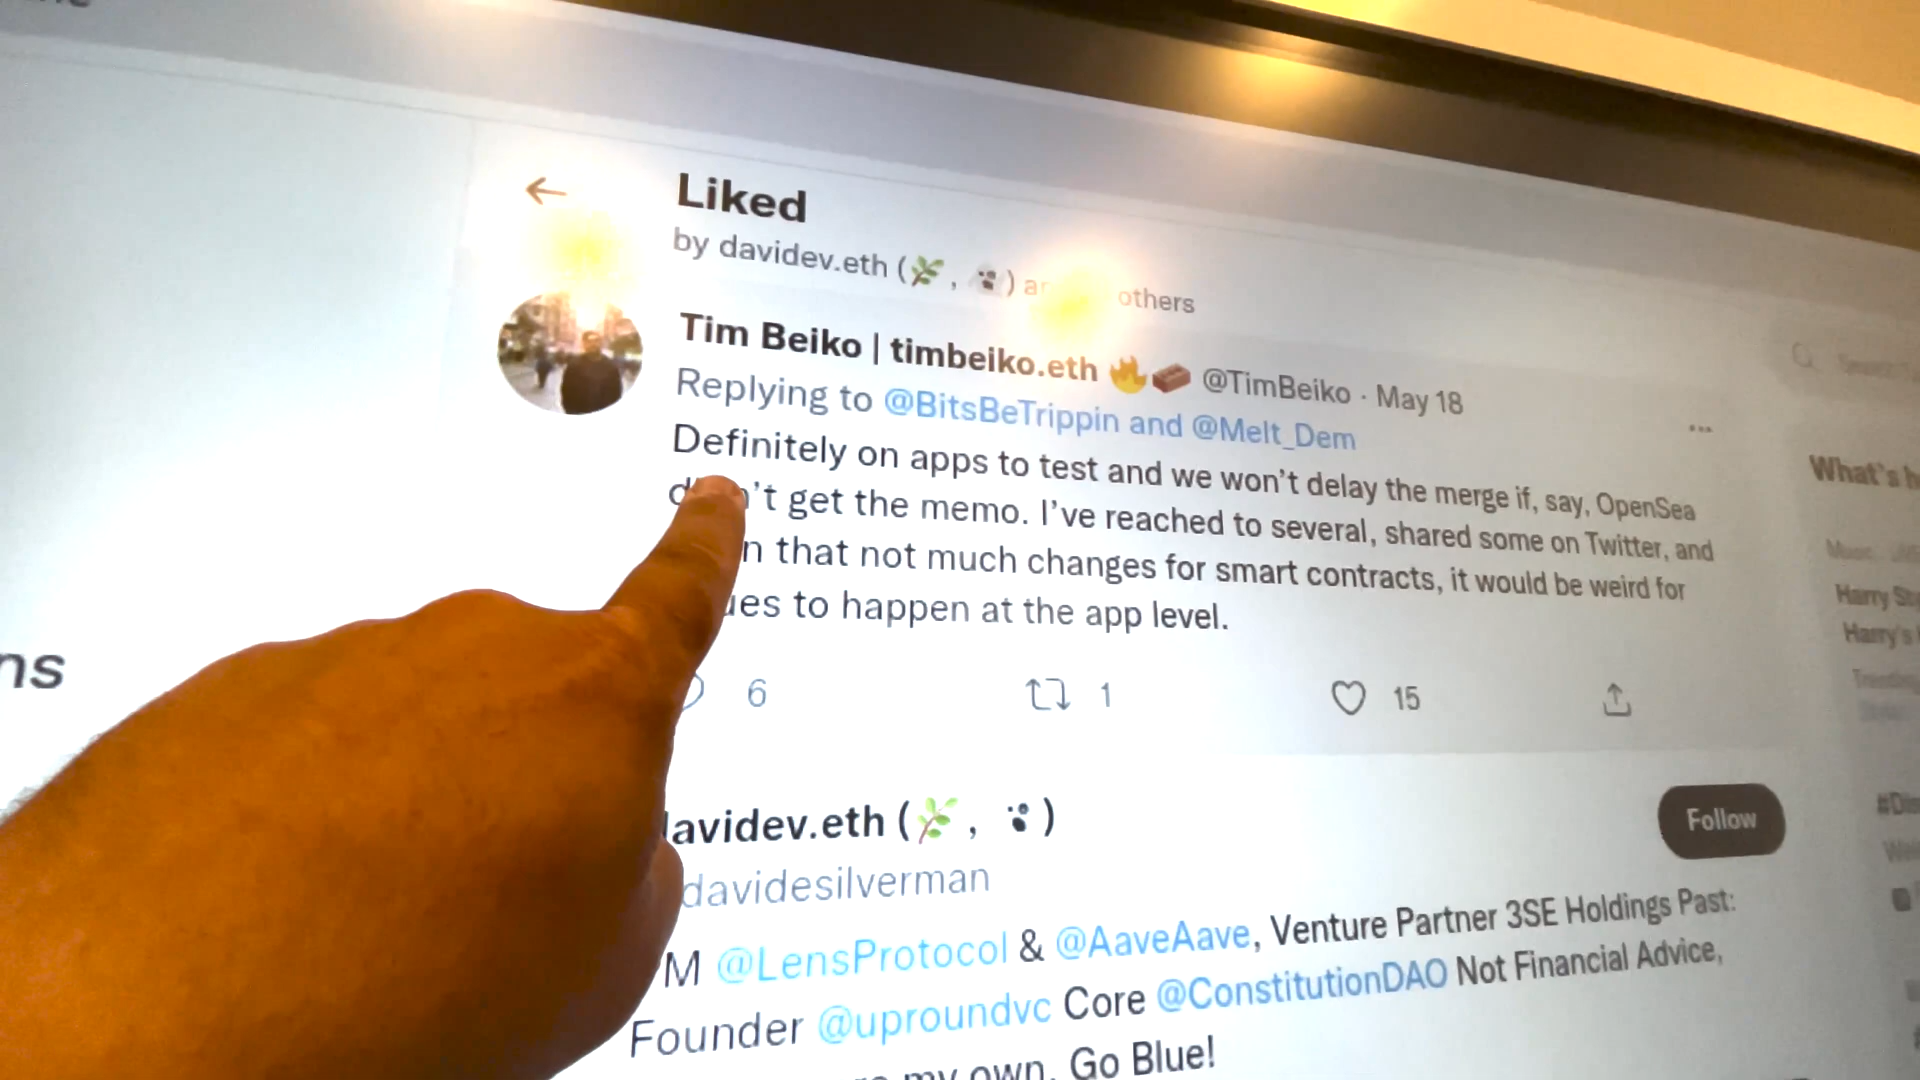 Liked
by davidev.eth (🌿, ) others
Tim Beiko | timbeiko.eth 🔥🧱 @TimBeiko · May 18
Replying to @BitsBeTrippin and @Melt_Dem
Definitely on apps to test and we won't delay the merge if, say, OpenSea
get the memo. I've reached to several, shared some on Twitter, and
that not much changes for smart contracts, it would be weird for
to happen at the app level.
6 1 15
What's
Harry
Harry's
ns
davidev.eth (🌿, )
Follow
davidesilverman
@LensProtocol & @AaveAave, Venture Partner 3SE Holdings Past:
Founder @uproundvc Core @ConstitutionDAO Not Financial Advice,
my own. Go Blue!